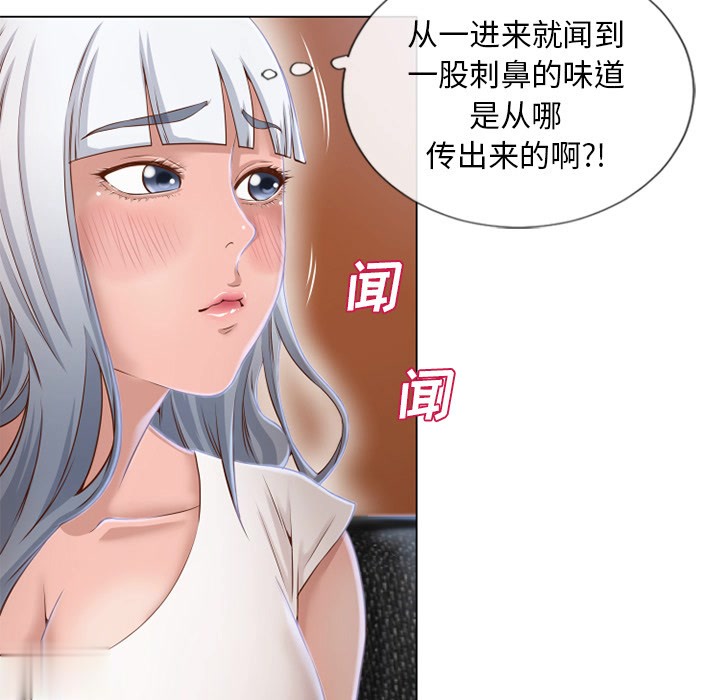 从一进来就闻到
一股刺鼻的味道
是从哪
传出来的啊?!
闻
闻